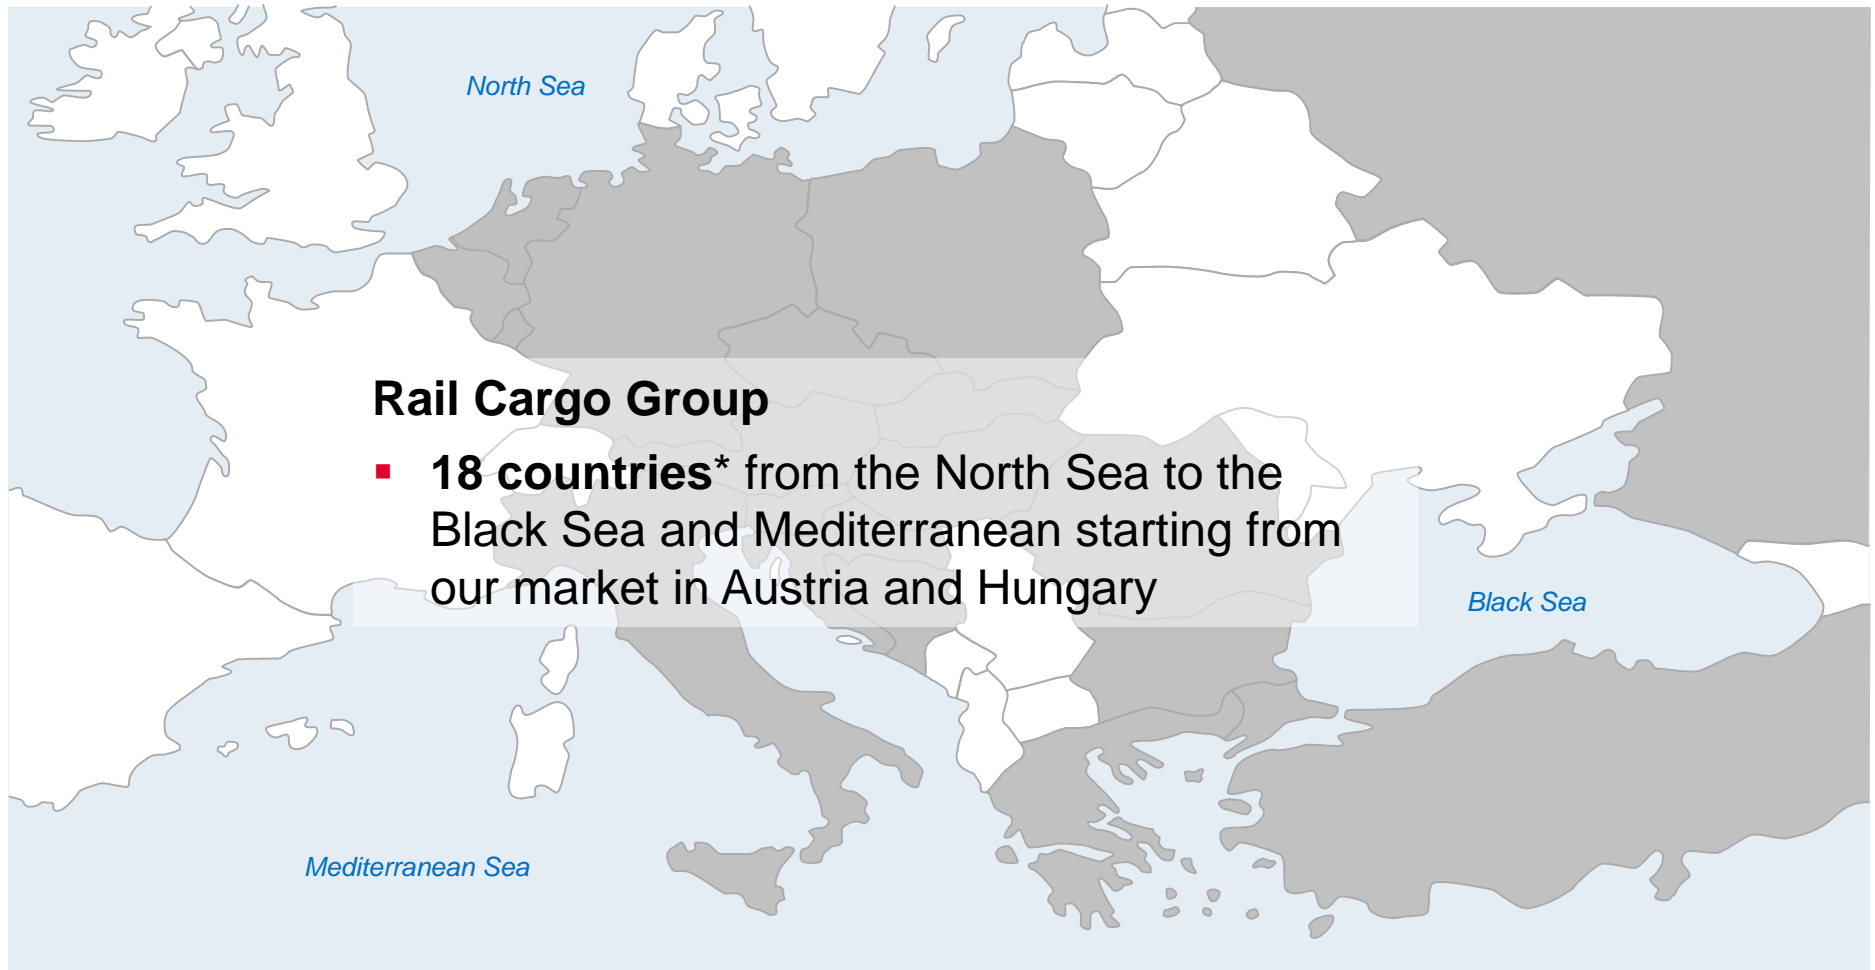 North Sea
Rail Cargo Group
▪ 18 countries* from the North Sea to the
Black Sea and Mediterranean starting from
our market in Austria and Hungary
Black Sea
Mediterranean Sea